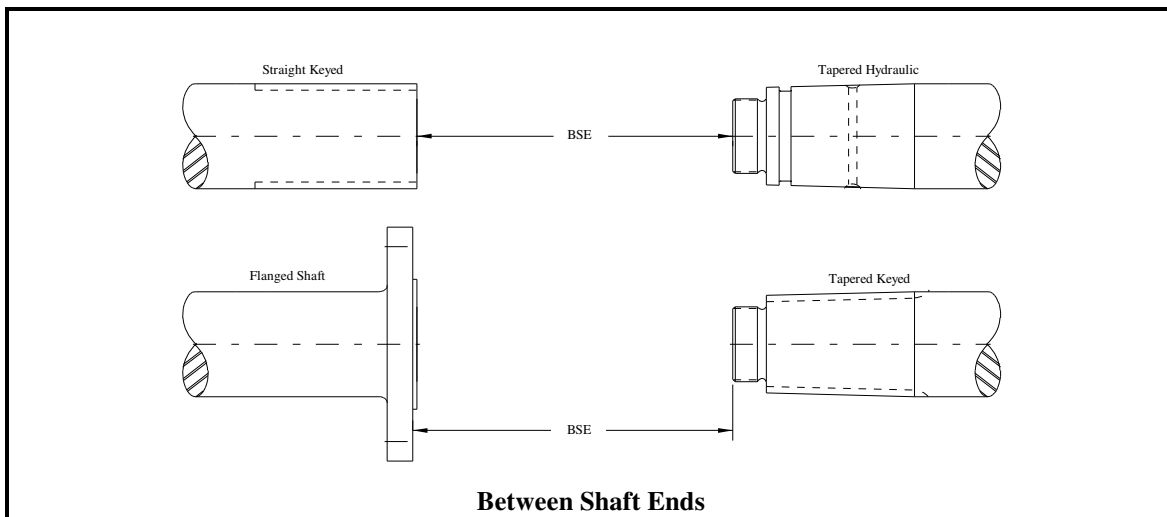 Straight Keyed
Tapered Hydraulic
BSE
Flanged Shaft
Tapered Keyed
BSE
Between Shaft Ends